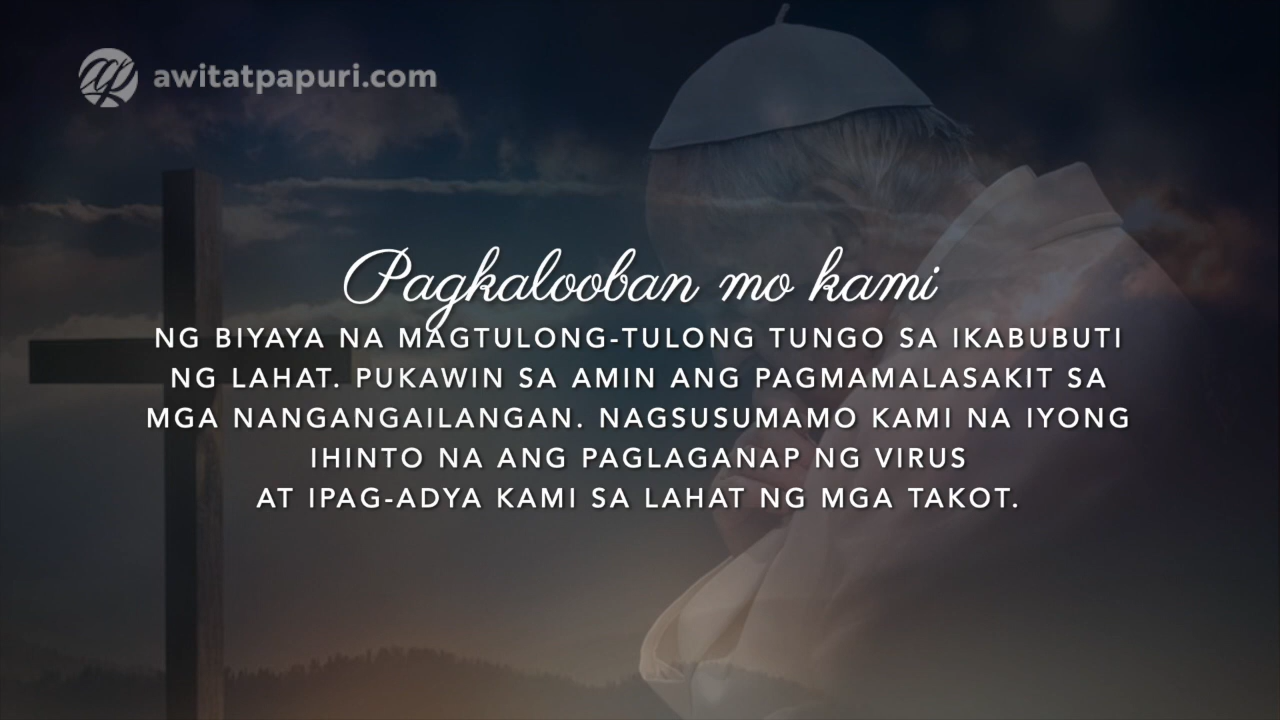 awitatpapuri.com
Pagkalooban mo kami
NG BIYAYA NA MAGTULONG-TULONG TUNGO SA IKABUBUTI
NG LAHAT. PUKAWIN SA AMIN ANG PAGMAMALASAKIT SA
MGA NANGANGAILANGAN. NAGSUSUMAMO KAMI NA IYONG
IHINTO NA ANG PAGLAGANAP NG VIRUS
AT IPAG-ADYA KAMI SA LAHAT NG MGA TAKOT.